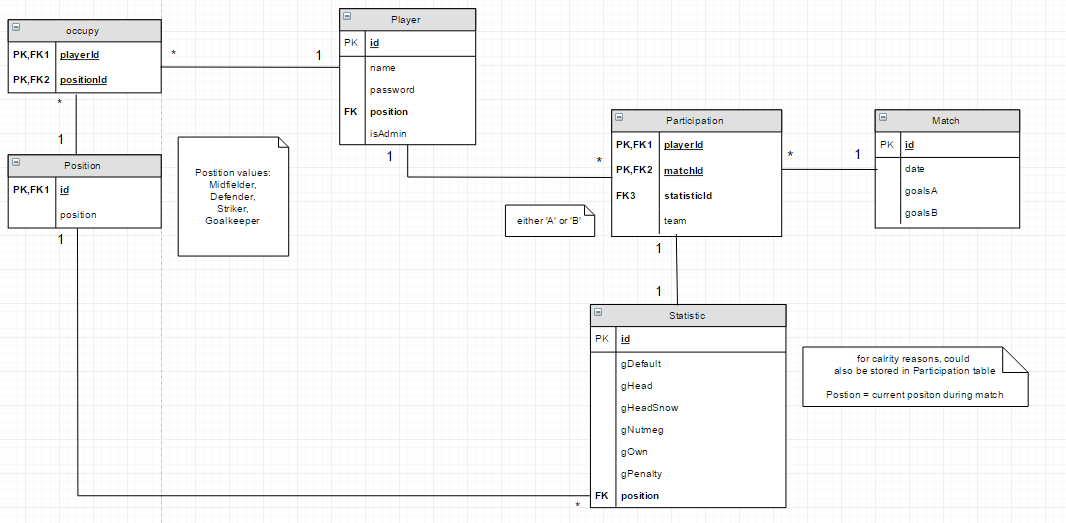 occupy
PK,FK1 playerId
PK,FK2 positionId
*
1
*
1
Player
PK id
name
password
FK position
isAdmin
1
*
Position
PK,FK1 id
position
1
Postition values:
Midfielder,
Defender,
Striker,
Goalkeeper
either 'A' or 'B'
Participation
PK,FK1 playerId
PK,FK2 matchId
FK3 statisticId
team
*
1
Match
PK id
date
goalsA
goalsB
1
1
Statistic
PK id
gDefault
gHead
gHeadSnow
gNutmeg
gOwn
gPenalty
FK position
*
for calrity reasons, could
also be stored in Participation table
Postion = current positon during match